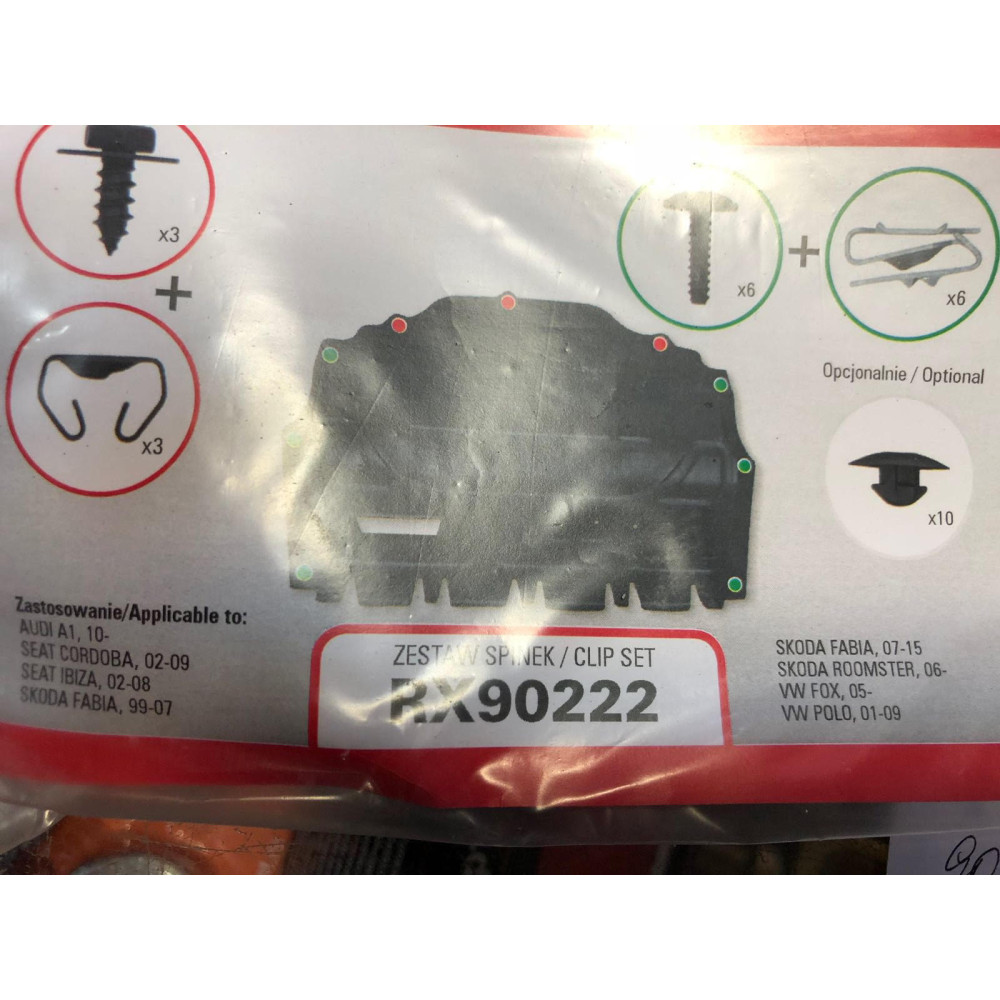 x3
+
x3
x6
+
x6
Opcjonalnie / Optional
x10
Zastosowanie/Applicable to:
AUDI A1, 10-
SEAT CORDOBA, 02-09
SEAT IBIZA, 02-08
SKODA FABIA, 99-07
ZESTAW SPINEK / CLIP SET
RX90222
SKODA FABIA, 07-15
SKODA ROOMSTER, 06-
VW FOX, 05-
VW POLO, 01-09